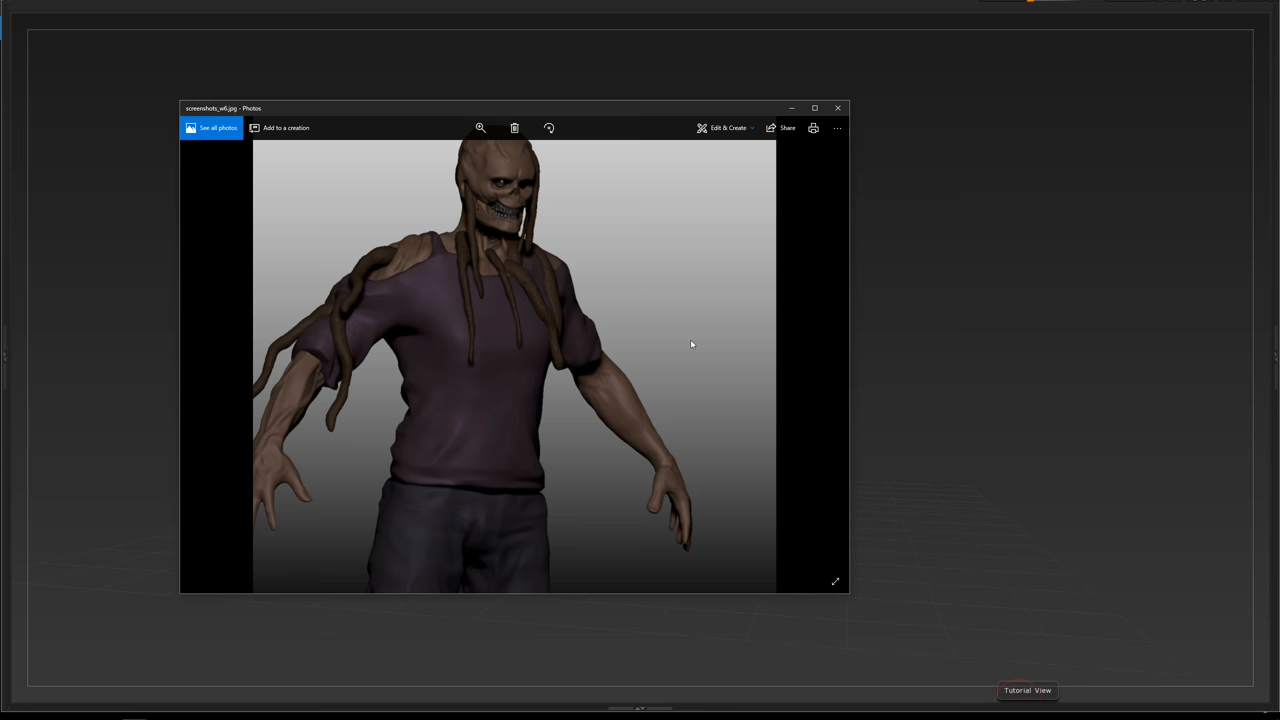 screenshots_w6.jpg - Photos
See all photos
Add to a creation
Edit & Create
Share
Tutorial View